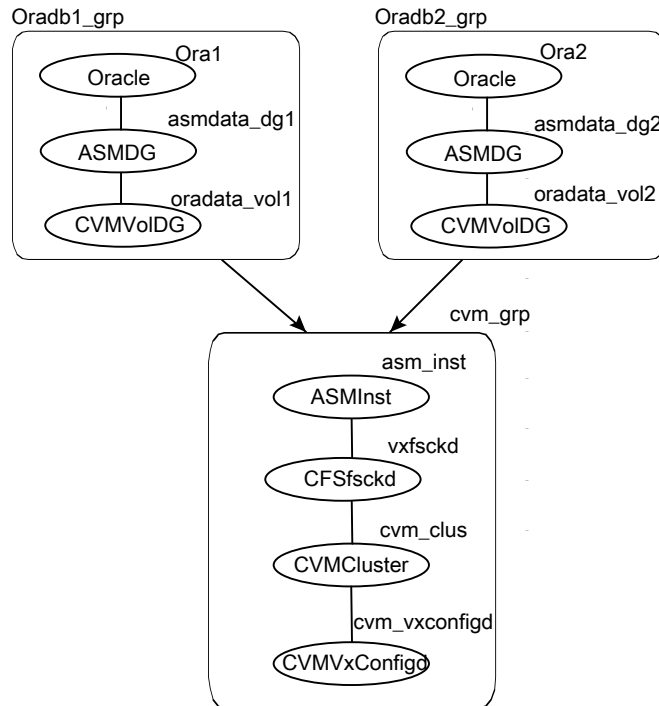 Oradb1_grp
Ora1
Oracle
asmdata_dg1
ASMDG
oradata_vol1
CVMVolDG
Oradb2_grp
Ora2
Oracle
asmdata_dg2
ASMDG
oradata_vol2
CVMVolDG
cvm_grp
asm_inst
ASMInst
vxfsckd
CFSfsckd
cvm_clus
CVMCluster
cvm_vxconfigd
CVMVxConfigd